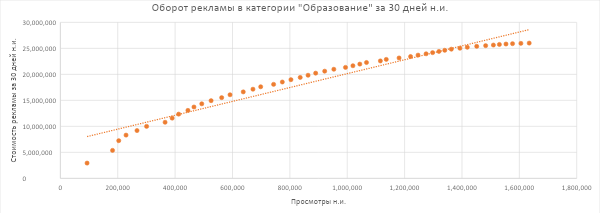 Оборот рекламы в категории "Образование" за 30 дней н.и.
Стоимость рекламы за 30 дней н.и.
30,000,000
25,000,000
20,000,000
15,000,000
10,000,000
5,000,000
0
0 200,000 400,000 600,000 800,000 1,000,000 1,200,000 1,400,000 1,600,000 1,800,000
Просмотры н.и.